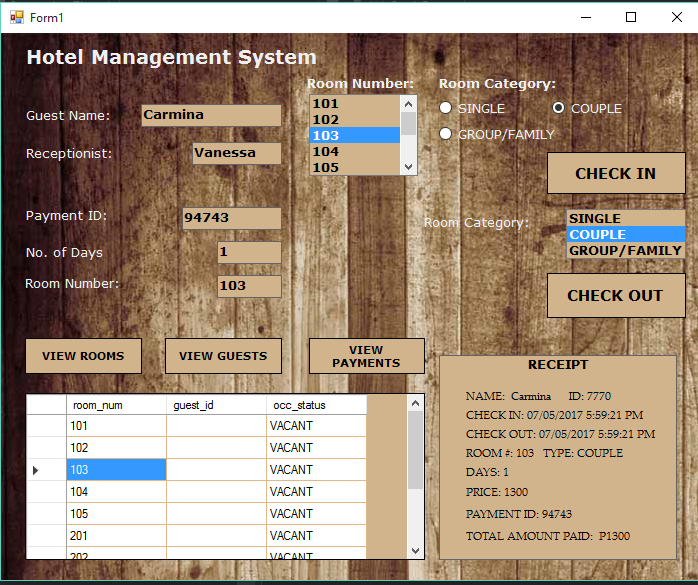 Form1
Hotel Management System
Room Number:
Room Category:
101
102
103
104
105
SINGLE
COUPLE
GROUP/FAMILY
Guest Name:
Carmina
Receptionist:
Vanessa
CHECK IN
Payment ID:
94743
No. of Days
1
Room Number:
103
Room Category:
SINGLE
COUPLE
GROUP/FAMILY
CHECK OUT
VIEW ROOMS
VIEW GUESTS
VIEW
PAYMENTS
room_num guest_id occ_status
101 VACANT
102 VACANT
103 VACANT
104 VACANT
105 VACANT
201 VACANT
202 VACANT
RECEIPT
NAME: Carmina ID: 7770
CHECK IN: 07/05/2017 5:59:21 PM
CHECK OUT: 07/05/2017 5:59:21 PM
ROOM #: 103 TYPE: COUPLE
DAYS: 1
PRICE: 1300
PAYMENT ID: 94743
TOTAL AMOUNT PAID: P1300